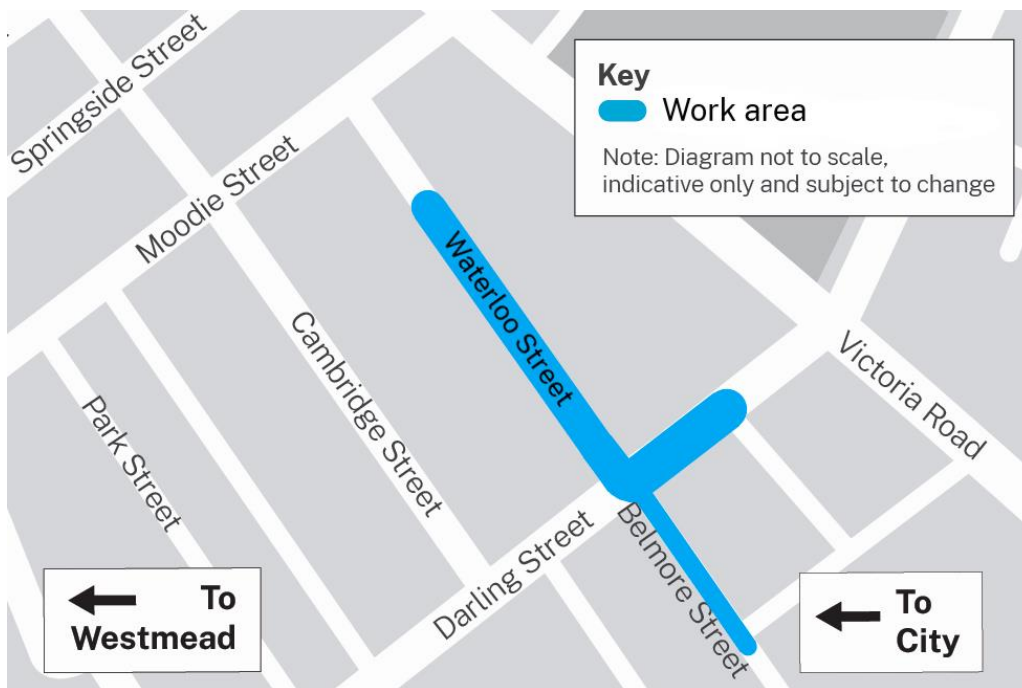 Springside Street
Moodie Street
Key
Work area
Note: Diagram not to scale,
indicative only and subject to change
Waterloo Street
Cambridge Street
Victoria Road
Park Street
Darling Street
Belmore Street
To
Westmead
To
City